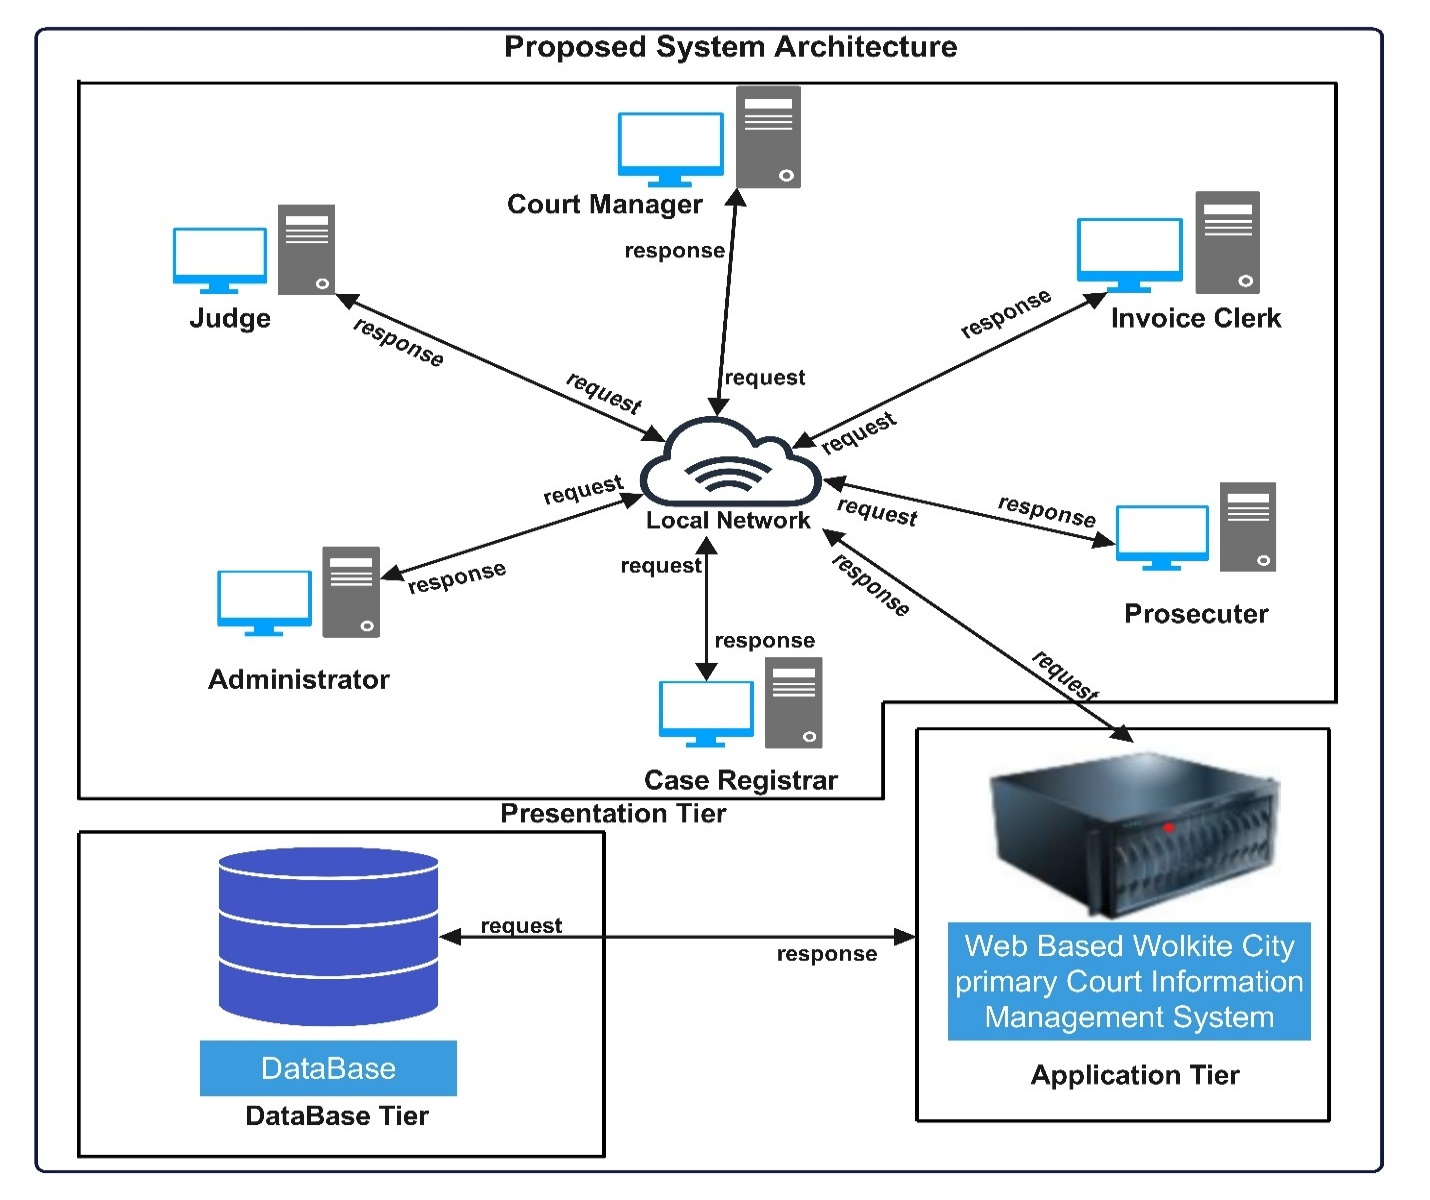 Proposed System Architecture
Court Manager
response
request
Judge
response
request
Invoice Clerk
response
request
request
response
Administrator
request
response
Prosecuter
Local Network
request
response
Case Registrar
response
request
Presentation Tier
request
response
DataBase
DataBase Tier
Web Based Wolkite City
primary Court Information
Management System
Application Tier